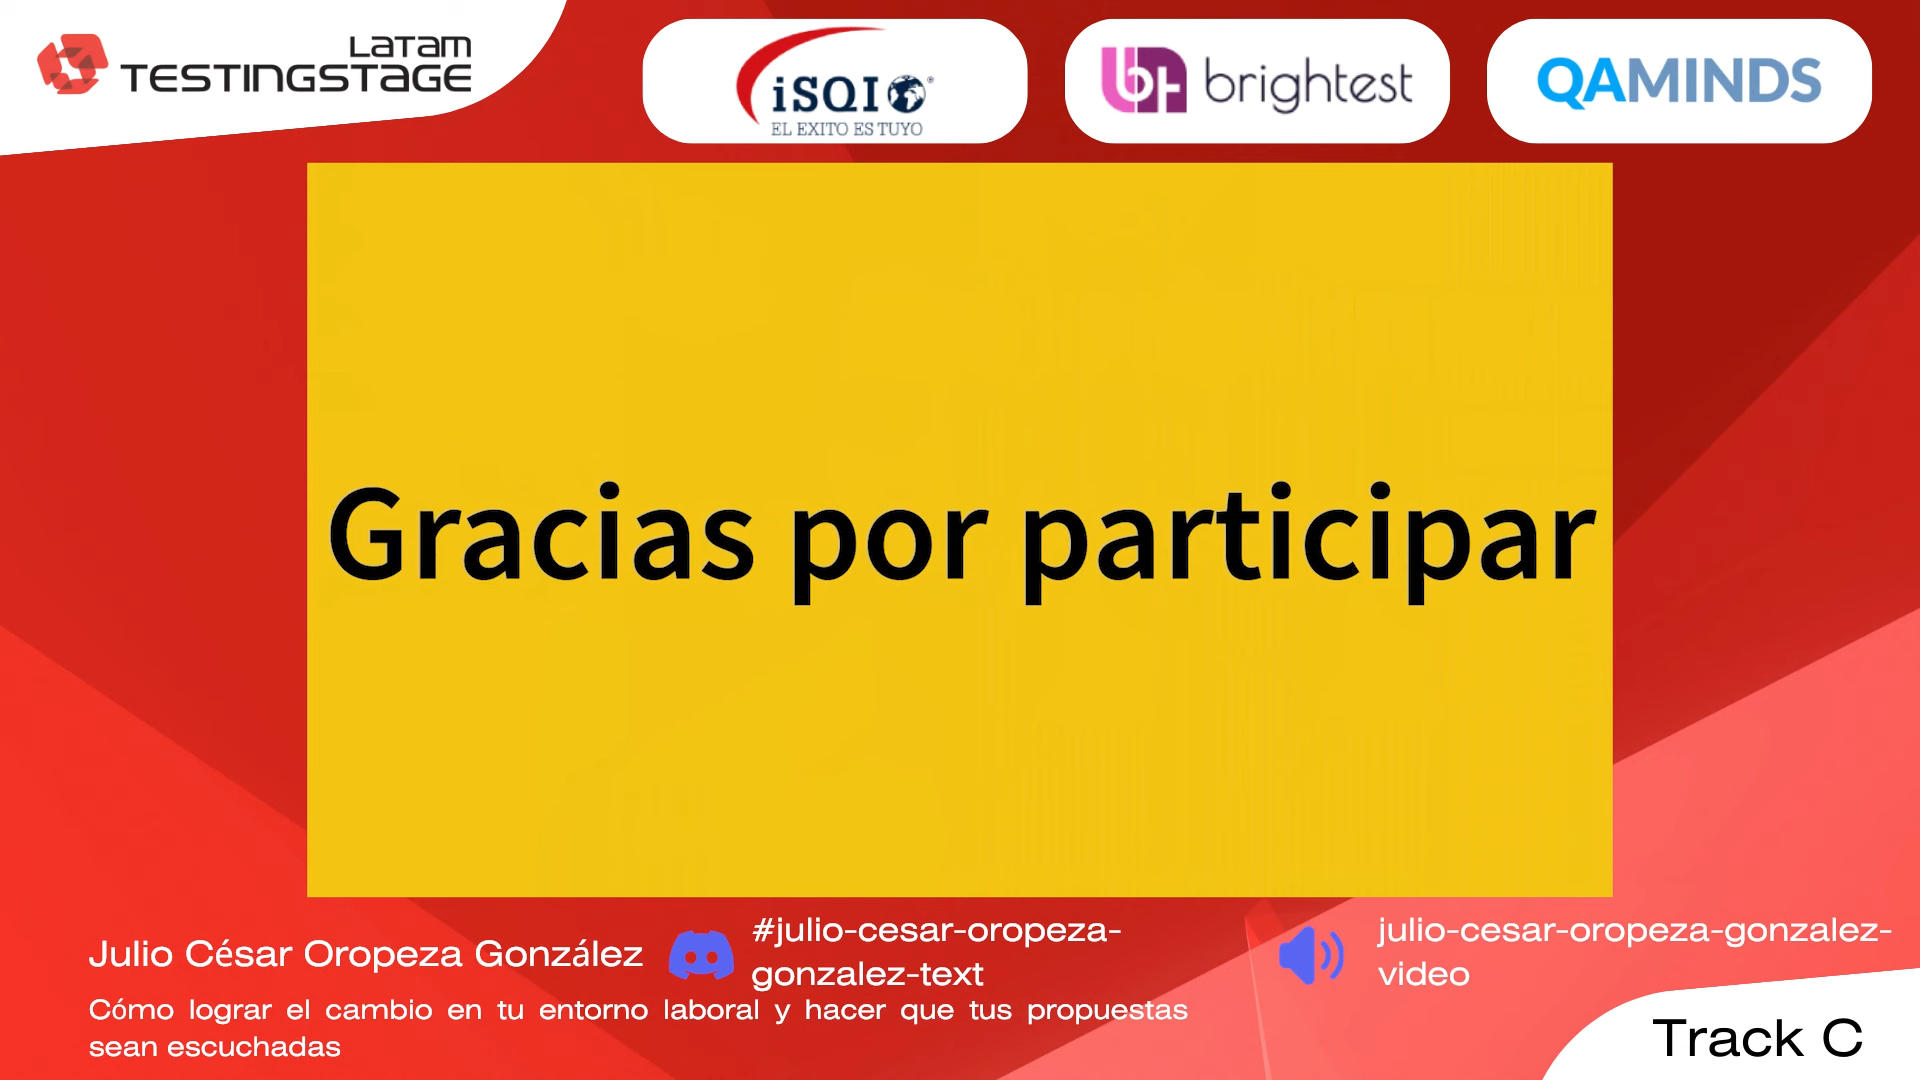 LATAM
TESTINGSTAGE
iSQI®
EL EXITO ES TUYO
bt brightest
QAMINDS
Gracias por participar
Julio César Oropeza González
#julio-cesar-oropeza-
gonzalez-text
julio-cesar-oropeza-gonzalez-
video
Cómo lograr el cambio en tu entorno laboral y hacer que tus propuestas
sean escuchadas
Track C